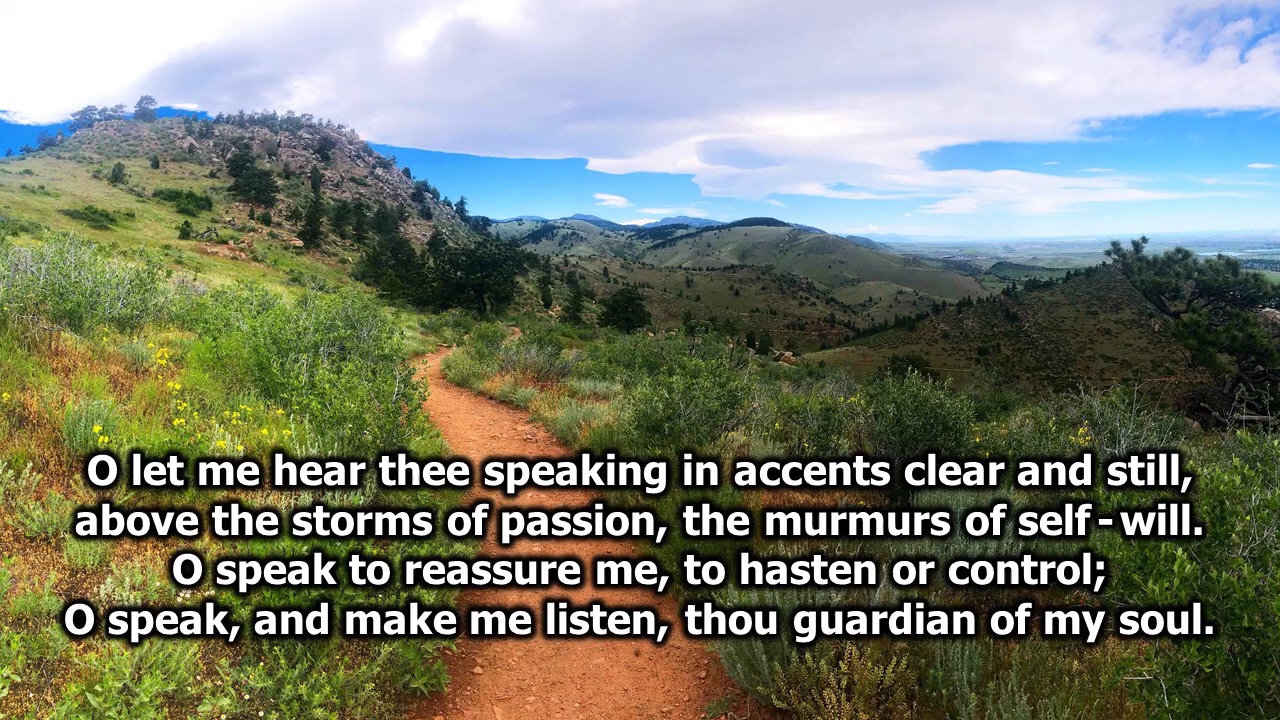 O let me hear thee speaking in accents clear and still,
above the storms of passion, the murmurs of self-will.
O speak to reassure me, to hasten or control;
O speak, and make me listen, thou guardian of my soul.